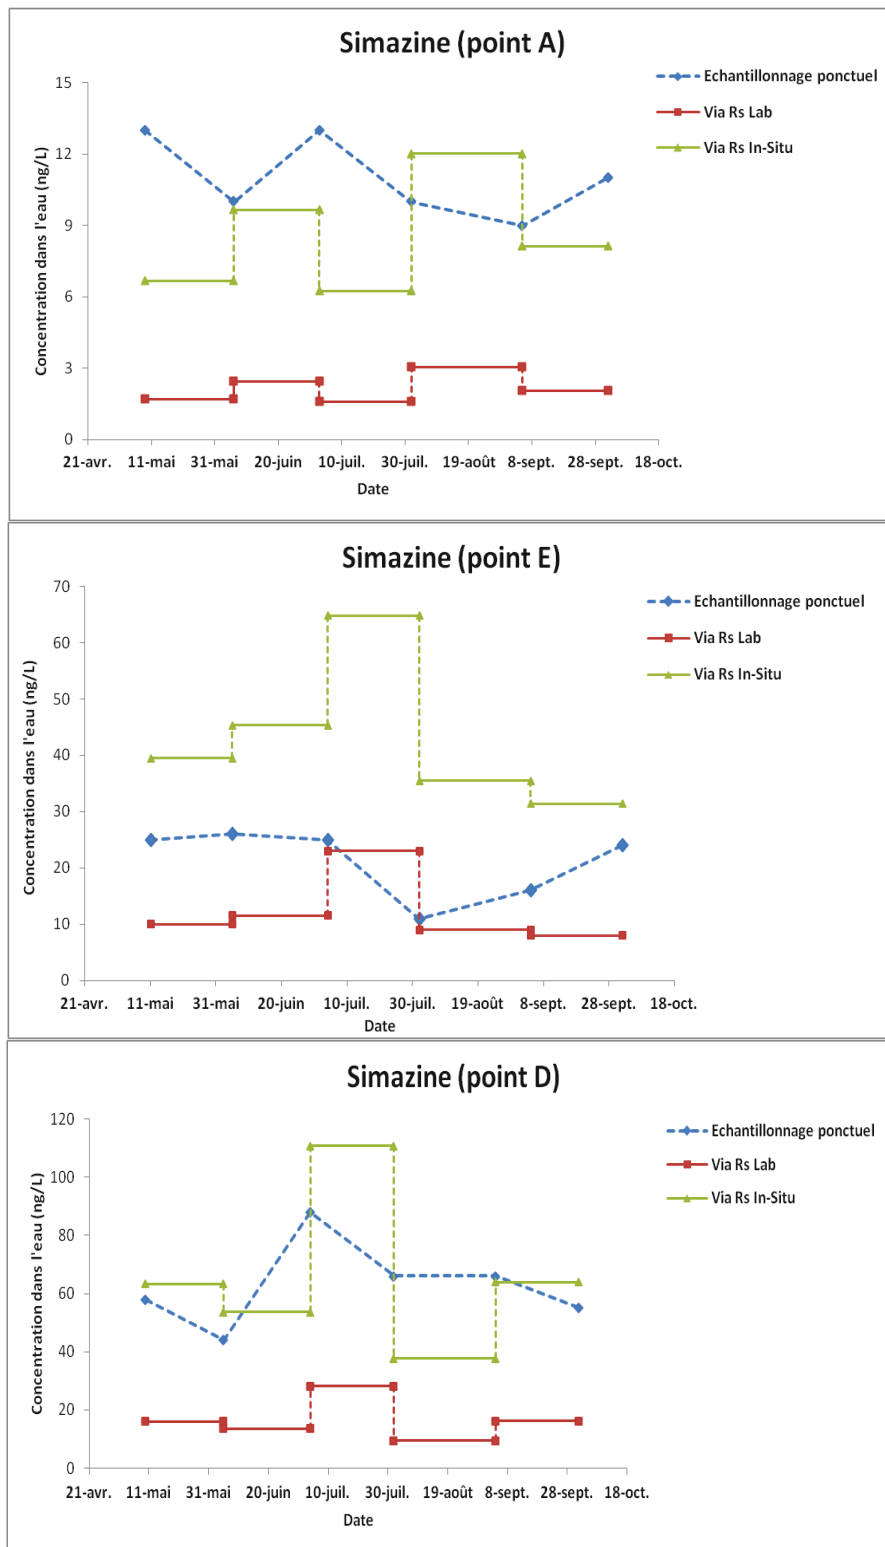 Simazine (point A)
Concentration dans l'eau (ng/L)
15
12
9
6
3
0
21-avr. 11-mai 31-mai 20-juin 10-juil. 30-juil. 19-août 8-sept. 28-sept. 18-oct.
Date
Echantillonnage ponctuel
Via Rs Lab
Via Rs In-Situ
Simazine (point E)
Concentration dans l'eau (ng/L)
70
60
50
40
30
20
10
0
21-avr. 11-mai 31-mai 20-juin 10-juil. 30-juil. 19-août 8-sept. 28-sept. 18-oct.
Date
Echantillonnage ponctuel
Via Rs Lab
Via Rs In-Situ
Simazine (point D)
Concentration dans l'eau (ng/L)
120
100
80
60
40
20
0
21-avr. 11-mai 31-mai 20-juin 10-juil. 30-juil. 19-août 8-sept. 28-sept. 18-oct.
Date
Echantillonnage ponctuel
Via Rs Lab
Via Rs In-Situ